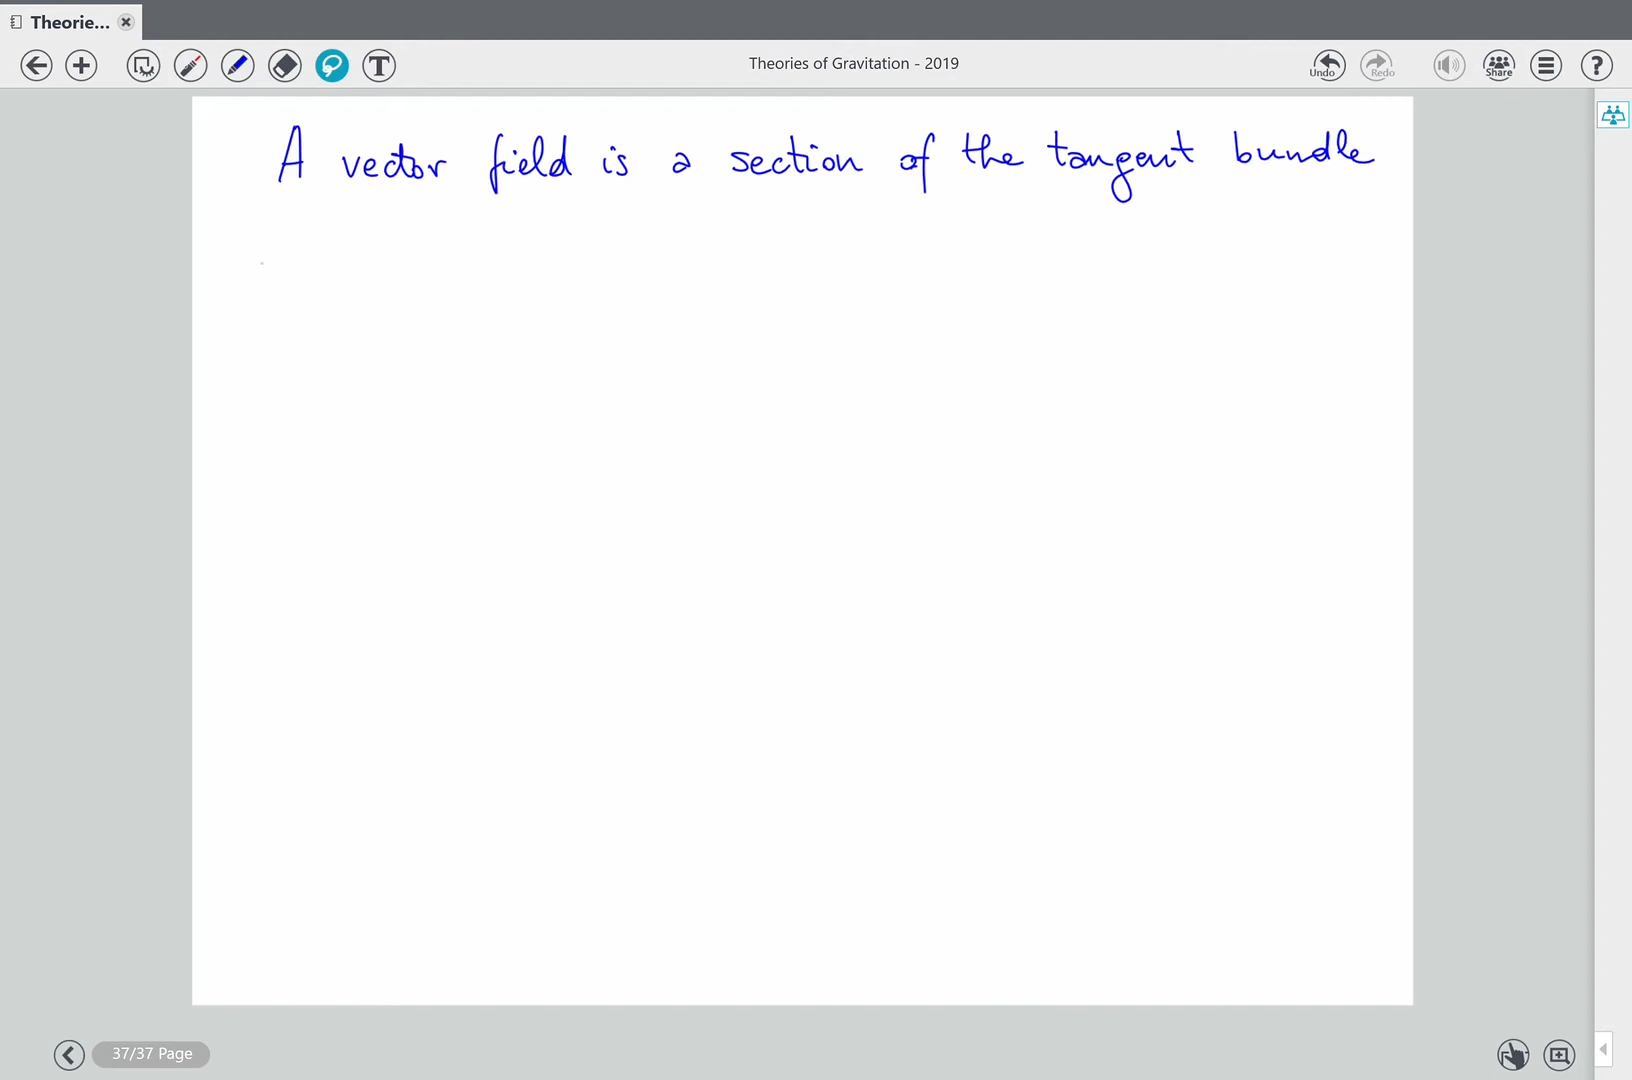 Theorie...
Theories of Gravitation - 2019
Undo
Redo
Share
A vector field is a section of the tangent bundle
37/37 Page